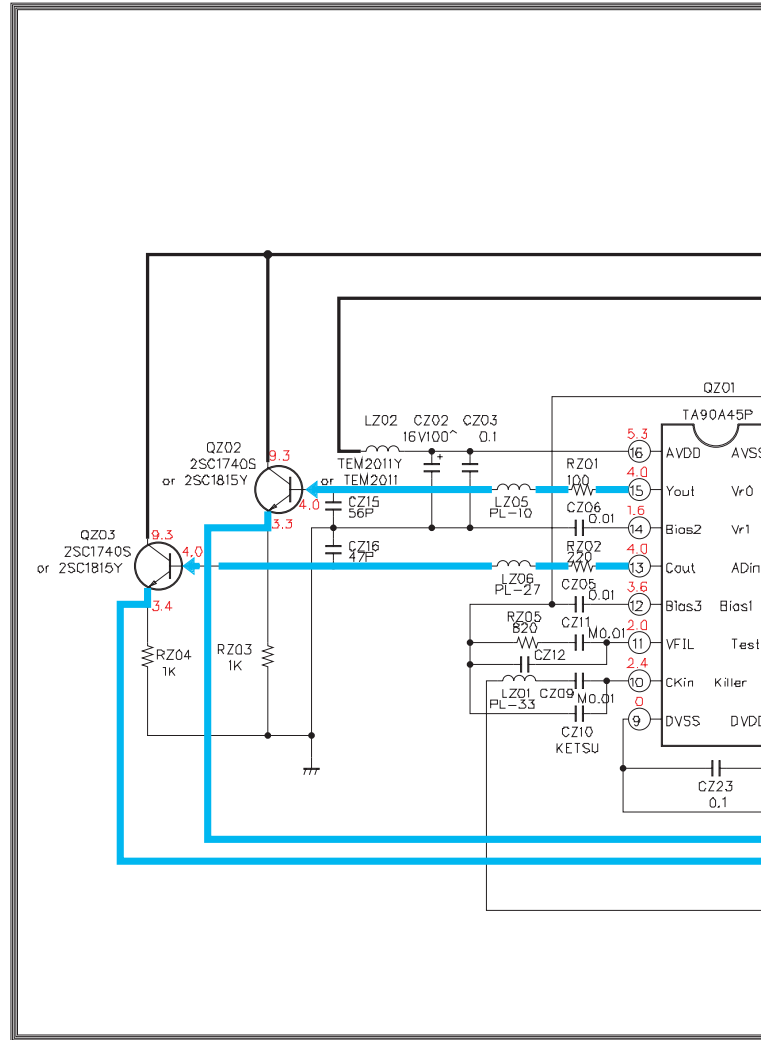 QZ01
TA90A45P
LZ02 CZ02 CZ03
16V100^ 0.1
QZ02
2SC1740S
or 2SC1815Y
9.3
TEM2011Y
or TEM2011
5.3
16 AVDD AVSS
RZ01
100
4.0
15 Yout Vr0
4.0
CZ15
56P
LZ05
PL-10
CZ06
0.01
1.6
14 Bias2 Vr1
3.3
QZ03
2SC1740S
or 2SC1815Y
9.3
4.0
CZ16
47P
RZ02
220
4.0
13 Cout ADin
LZ06
PL-27
CZ05
0.01
3.6
12 Bias3 Bias1
3.4
RZ05
820
CZ11
M0.01
2.0
11 VFIL Test
CZ12
RZ04
1K
RZ03
1K
2.4
10 CKin Killer
LZ01
PL-33
CZ09
M0.01
0
9 DVSS DVDD
CZ10
KETSU
CZ23
0.1